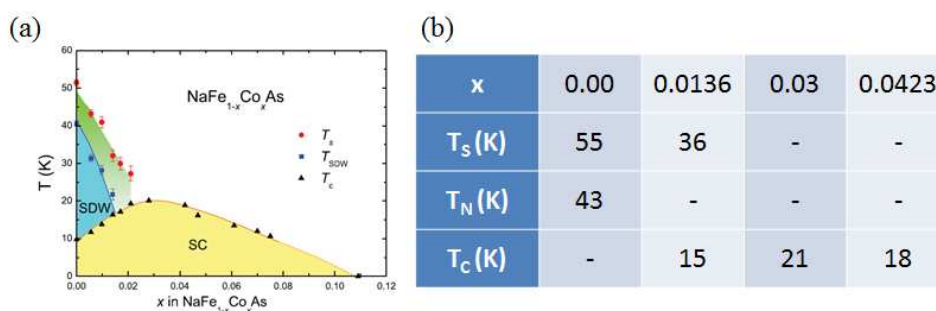 (a)
60
50
40
30
20
10
0
T (K)
NaFe1-xCoxAs
Ts
TSDW
Tc
SDW
SC
0.00 0.02 0.04 0.06 0.08 0.10 0.12
x in NaFe1-xCoxAs
(b)
x 0.00 0.0136 0.03 0.0423
TS (K) 55 36 - -
TN (K) 43 - - -
TC (K) - 15 21 18